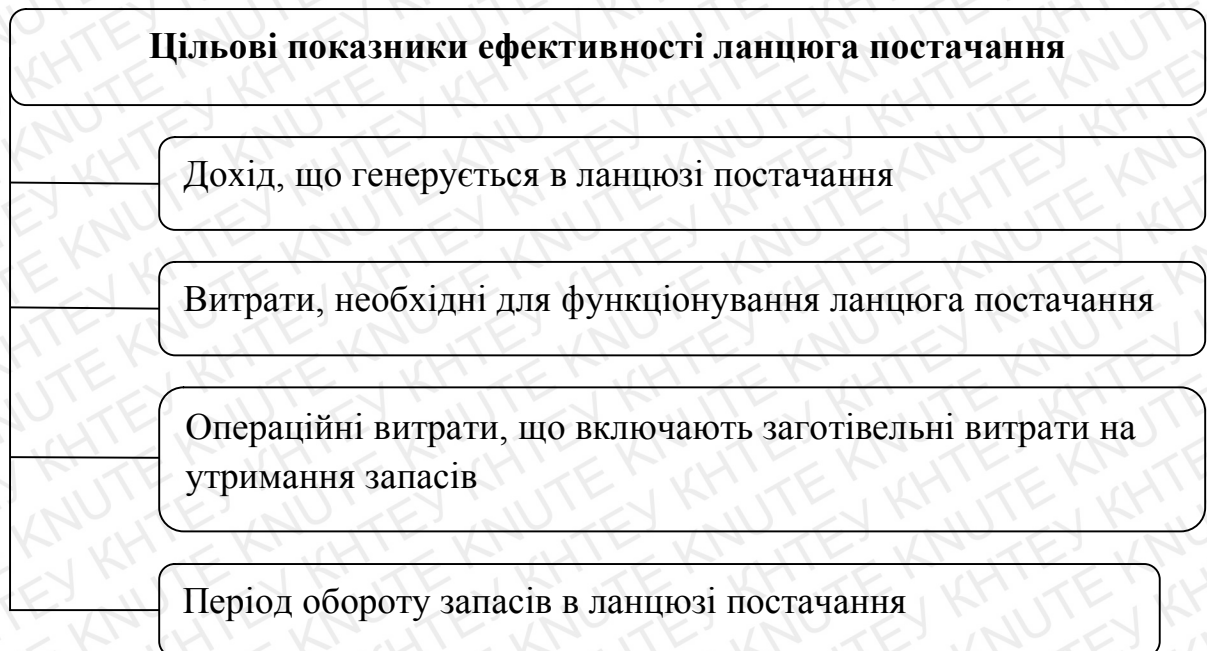 Цільові показники ефективності ланцюга постачання
Дохід, що генерується в ланцюзі постачання
Витрати, необхідні для функціонування ланцюга постачання
Операційні витрати, що включають заготівельні витрати на
утримання запасів
Період обороту запасів в ланцюзі постачання